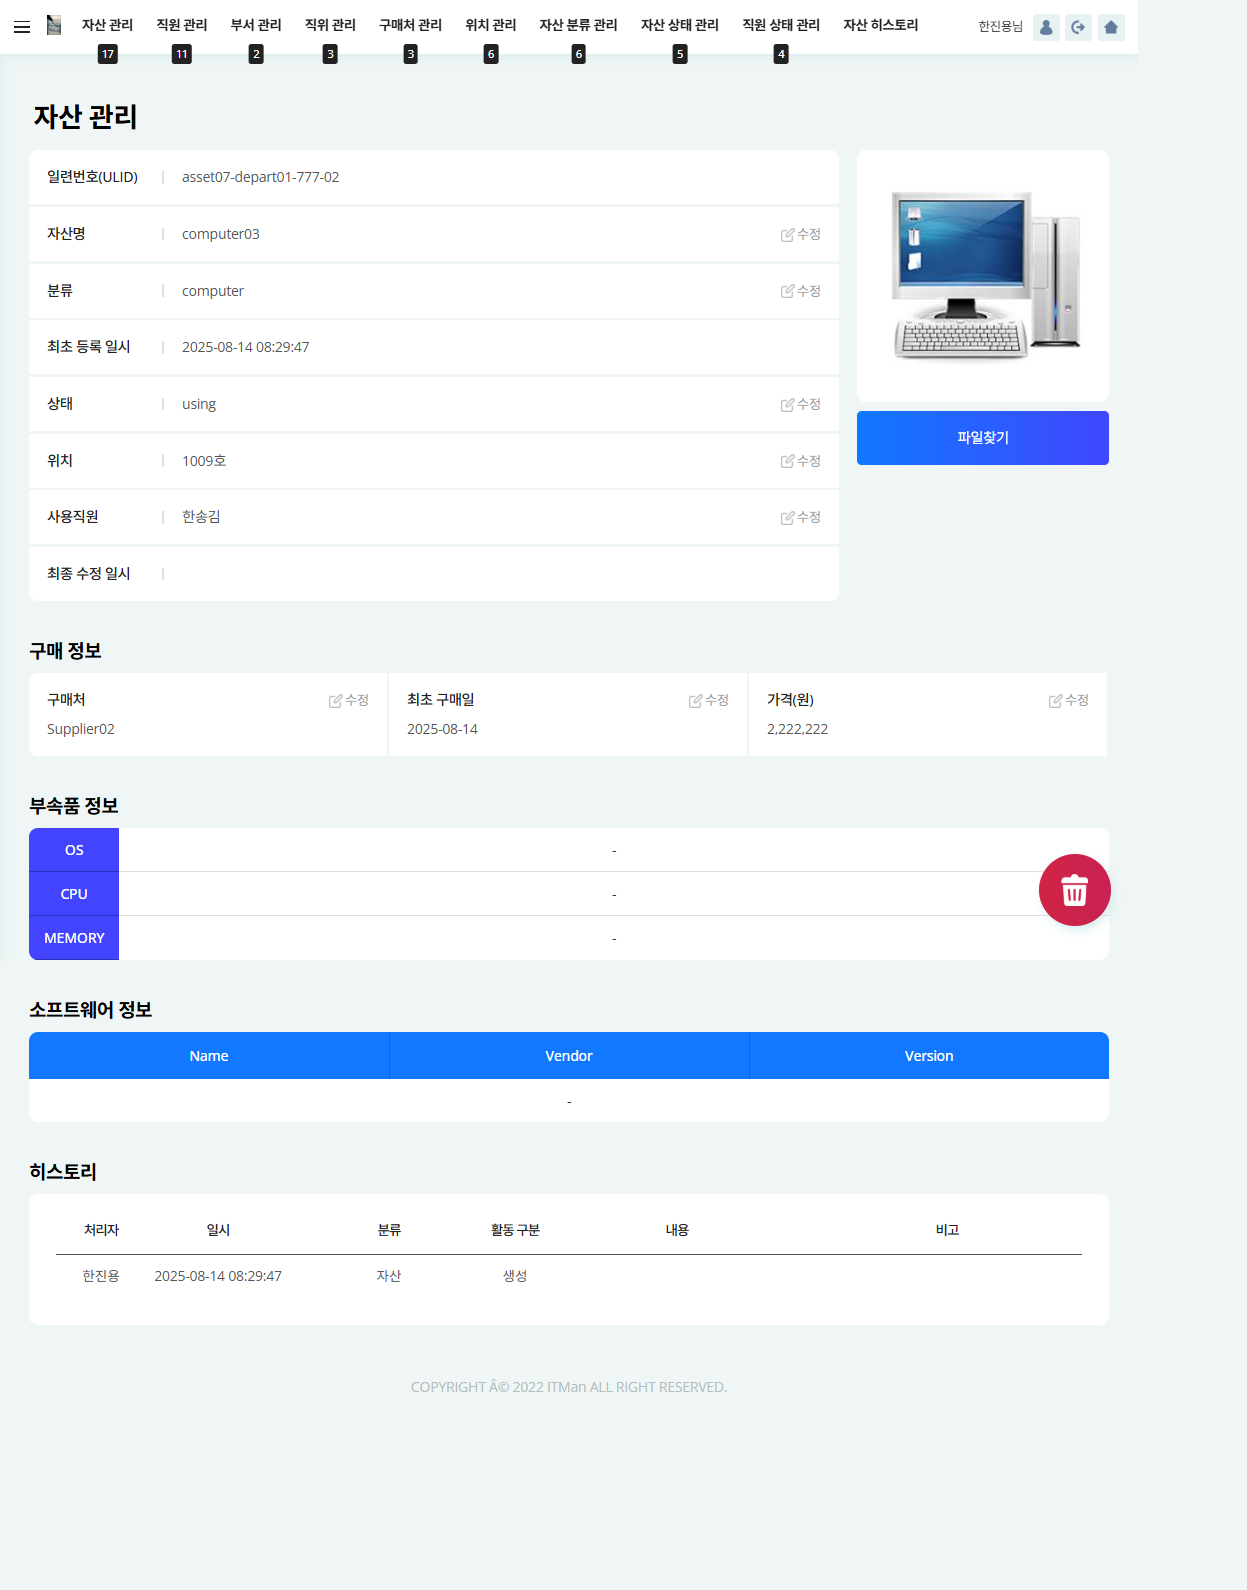 자산 관리 직원 관리 부서 관리 직위 관리 구매처 관리 위치 관리 자산 분류 관리 자산 상태 관리 직원 상태 관리 자산 히스토리 한진용님
17 11 2 3 3 6 6 5 4
자산 관리
일련번호(ULID) asset07-depart01-777-02
자산명 computer03 수정
분류 computer 수정
최초 등록 일시 2025-08-14 08:29:47
상태 using 수정
위치 1009호 수정
사용직원 한송김 수정
최종 수정 일시
파일찾기
구매 정보
구매처 수정 최초 구매일 수정 가격(원) 수정
Supplier02 2025-08-14 2,222,222
부속품 정보
OS -
CPU -
MEMORY -
소프트웨어 정보
Name Vendor Version
-
히스토리
처리자 일시 분류 활동 구분 내용 비고
한진용 2025-08-14 08:29:47 자산 생성
COPYRIGHT Â© 2022 ITMan ALL RIGHT RESERVED.